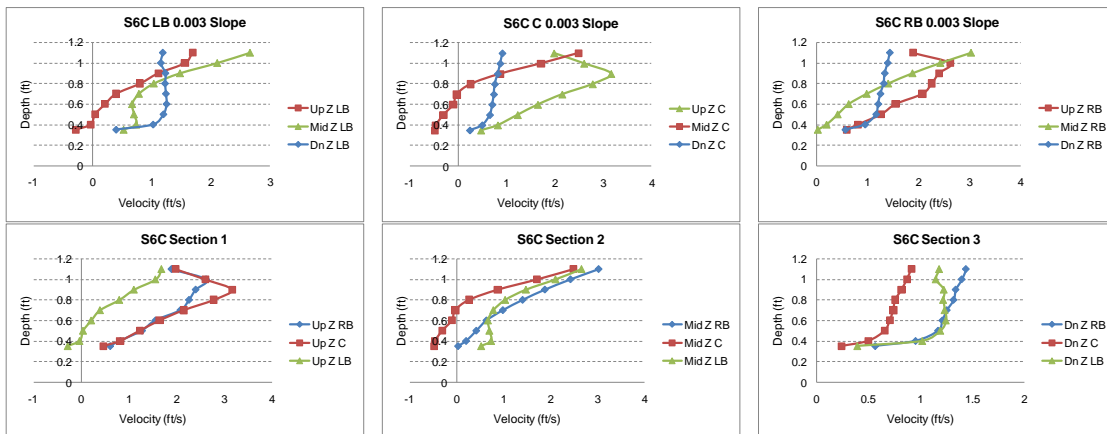 S6C LB 0.003 Slope
1.2
1
0.8
0.6
0.4
0.2
0
-1
0
1
2
3
Depth (ft)
Velocity (ft/s)
Up Z LB
Mid Z LB
Dn Z LB
S6C C 0.003 Slope
1.2
1
0.8
0.6
0.4
0.2
0
-1
0
1
2
3
4
Depth (ft)
Velocity (ft/s)
Up Z C
Mid Z C
Dn Z C
S6C RB 0.003 Slope
1.2
1
0.8
0.6
0.4
0.2
0
0
1
2
3
4
Depth (ft)
Velocity (ft/s)
Up Z RB
Mid Z RB
Dn Z RB
S6C Section 1
1.2
1
0.8
0.6
0.4
0.2
0
-1
0
1
2
3
4
Depth (ft)
Velocity (ft/s)
Up Z RB
Up Z C
Up Z LB
S6C Section 2
1.2
1
0.8
0.6
0.4
0.2
0
-1
0
1
2
3
4
Depth (ft)
Velocity (ft/s)
Mid Z RB
Mid Z C
Mid Z LB
S6C Section 3
1.2
1
0.8
0.6
0.4
0.2
0
0
0.5
1
1.5
2
Depth (ft)
Velocity (ft/s)
Dn Z RB
Dn Z C
Dn Z LB